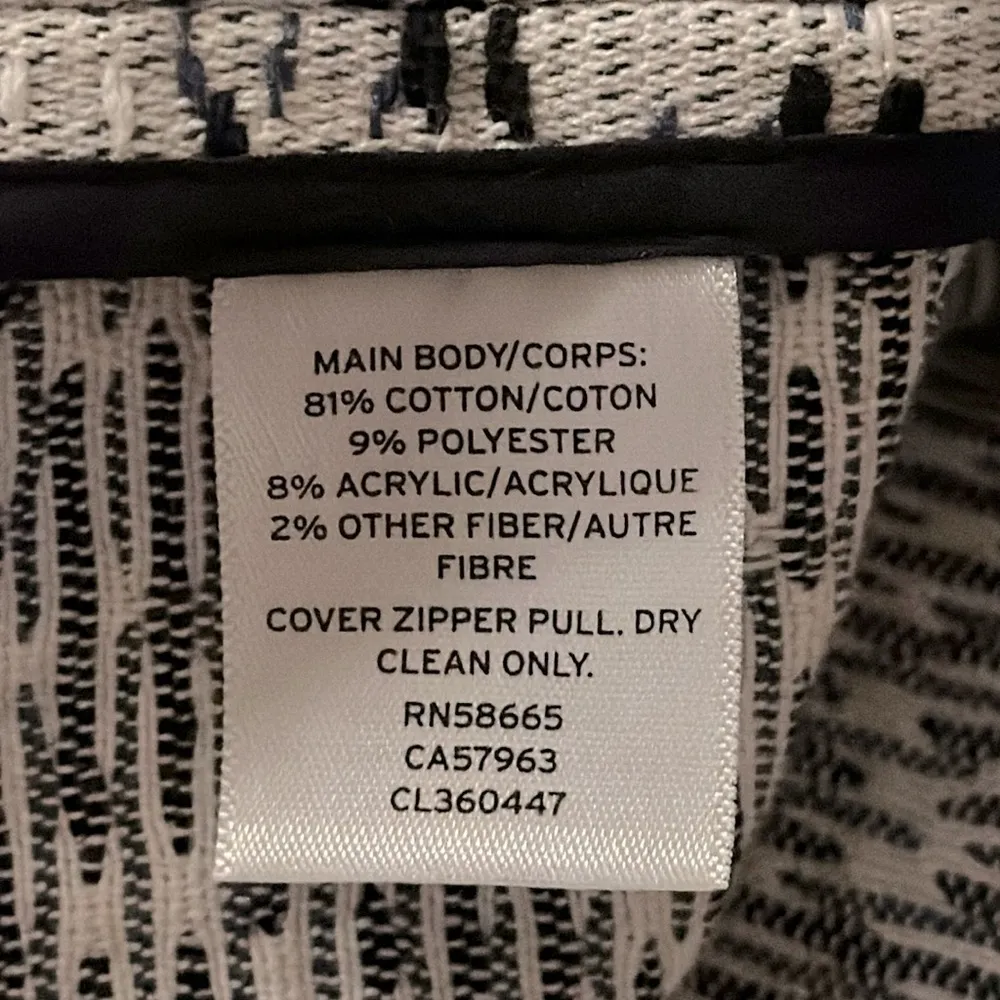 MAIN BODY/CORPS:
81% COTTON/COTON
9% POLYESTER
8% ACRYLIC/ACRYLIQUE
2% OTHER FIBER/AUTRE
FIBRE
COVER ZIPPER PULL. DRY
CLEAN ONLY.
RN58665
CA57963
CL360447